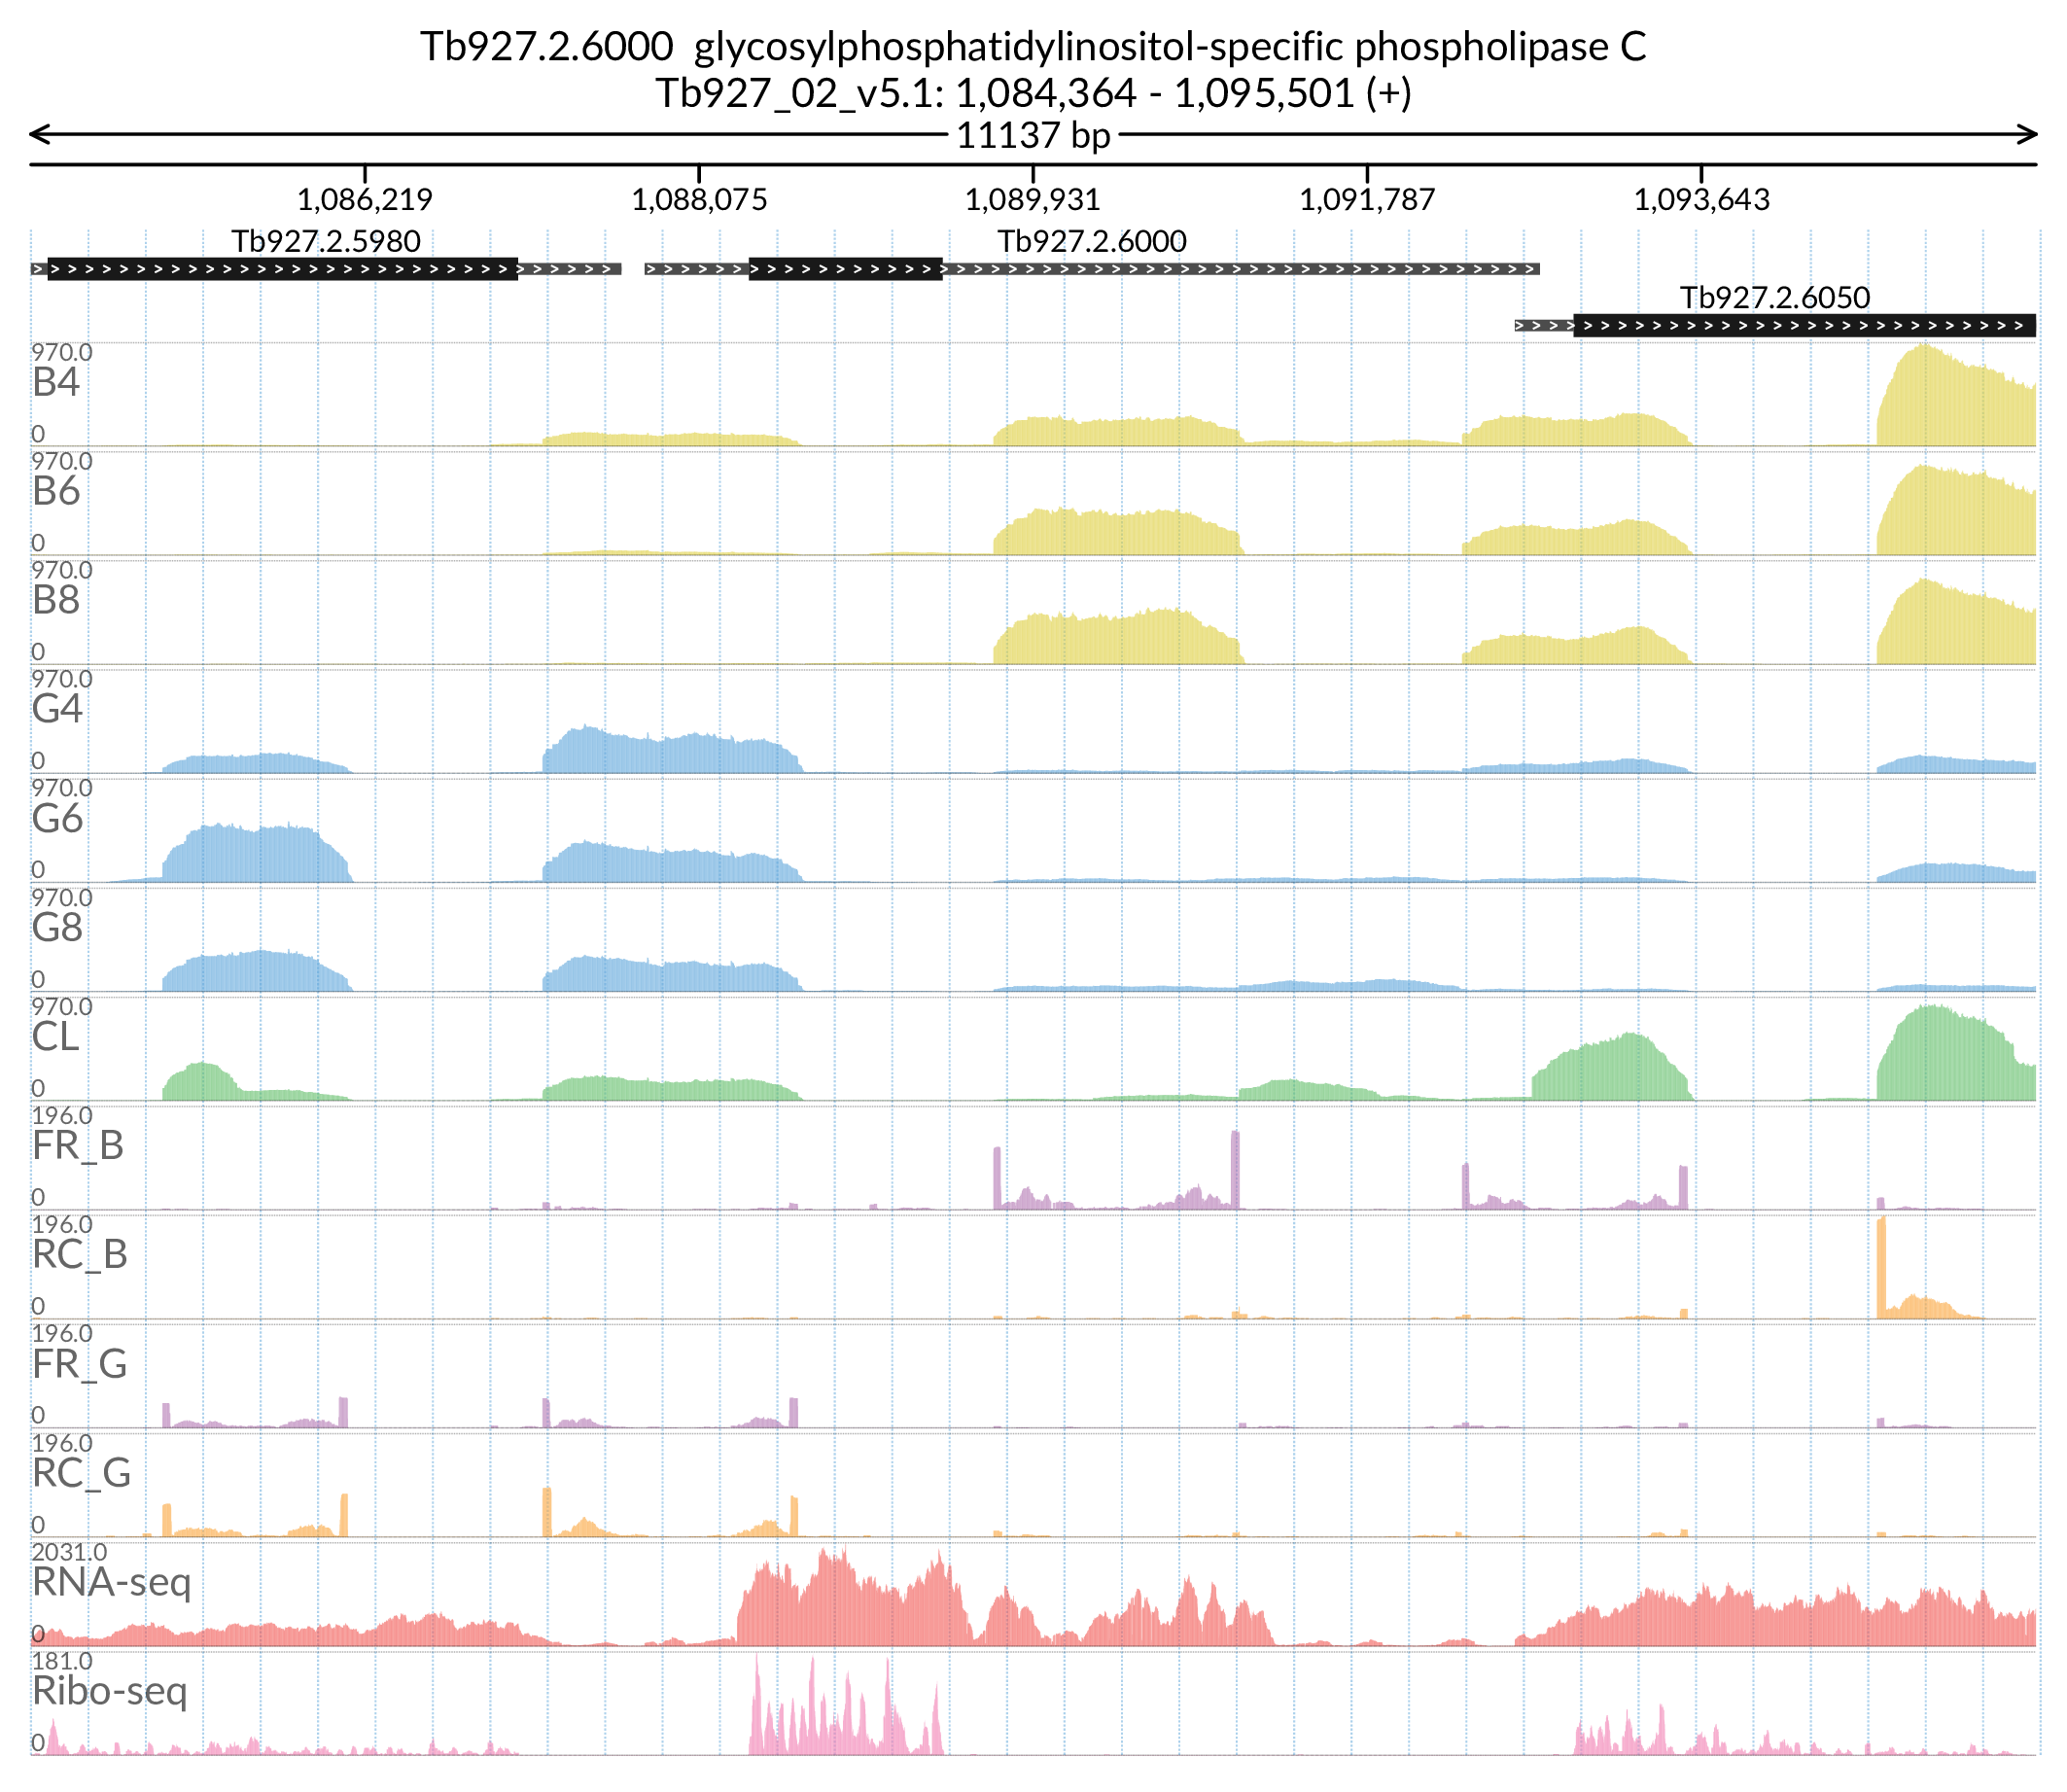 Tb927.2.6000 glycosylphosphatidylinositol-specific phospholipase C
Tb927_02_v5.1: 1,084,364 - 1,095,501 (+)
11137 bp
1,086,219 1,088,075 1,089,931 1,091,787 1,093,643
Tb927.2.5980 Tb927.2.6000
Tb927.2.6050
970.0
B4
0
970.0
B6
0
970.0
B8
0
970.0
G4
0
970.0
G6
0
970.0
G8
0
970.0
CL
0
196.0
FR_B
0
196.0
RC_B
0
196.0
FR_G
0
196.0
RC_G
0
2031.0
RNA-seq
0
181.0
Ribo-seq
0